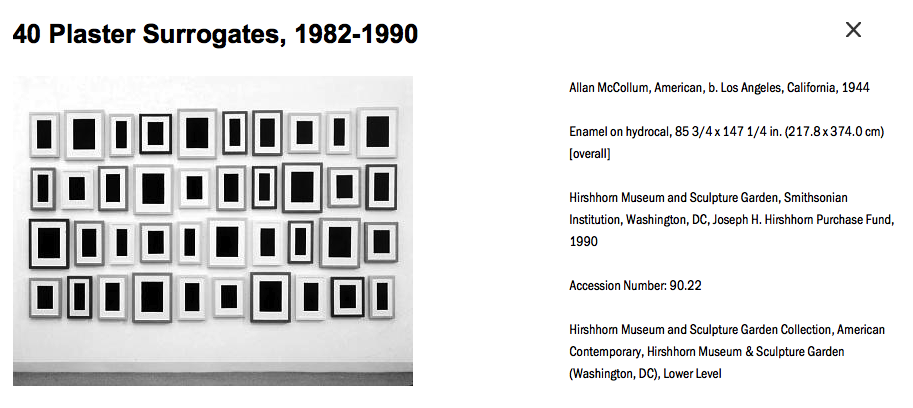 40 Plaster Surrogates, 1982-1990
Allan McCollum, American, b. Los Angeles, California, 1944
Enamel on hydrocal, 85 3/4 x 147 1/4 in. (217.8 x 374.0 cm)
[overall]
Hirshhorn Museum and Sculpture Garden, Smithsonian
Institution, Washington, DC, Joseph H. Hirshhorn Purchase Fund,
1990
Accession Number: 90.22
Hirshhorn Museum and Sculpture Garden Collection, American
Contemporary, Hirshhorn Museum & Sculpture Garden
(Washington, DC), Lower Level